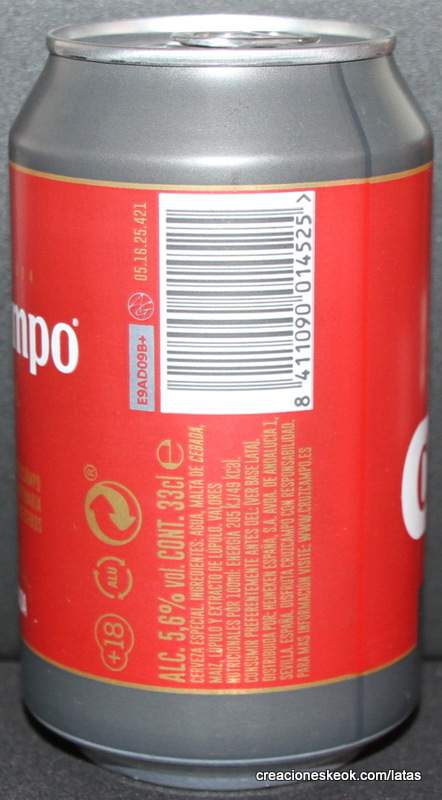 mpo®
05.16.25.421
E9AD09B+
8 411090 014525 >
®
ALU
+18
ALC. 5,6% vol. CONT. 33cl e
CERVEZA ESPECIAL. INGREDIENTES: AGUA, MALTA DE CEBADA,
MAÍZ, LÚPULO Y EXTRACTO DE LÚPULO. VALORES
NUTRICIONALES POR 100ml: ENERGÍA 205 kJ/49 kcal.
CONSUMIR PREFERENTEMENTE ANTES DEL: (VER BASE LATA).
DISTRIBUIDA POR: HEINEKEN ESPAÑA, S.A. AVDA. DE ANDALUCÍA 1,
SEVILLA, ESPAÑA. DISFRUTA CRUZCAMPO CON RESPONSABILIDAD.
PARA MÁS INFORMACIÓN VISITE: WWW.CRUZCAMPO.ES
creacioneskeok.com/latas